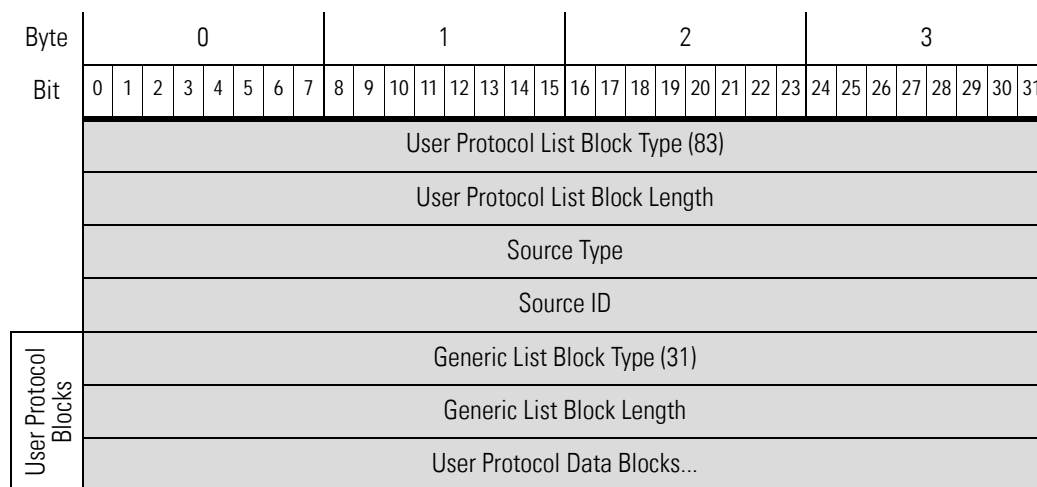 Byte 0 1 2 3
Bit 0 1 2 3 4 5 6 7 8 9 10 11 12 13 14 15 16 17 18 19 20 21 22 23 24 25 26 27 28 29 30 31
User Protocol List Block Type (83)
User Protocol List Block Length
Source Type
Source ID
User Protocol
Blocks
Generic List Block Type (31)
Generic List Block Length
User Protocol Data Blocks...